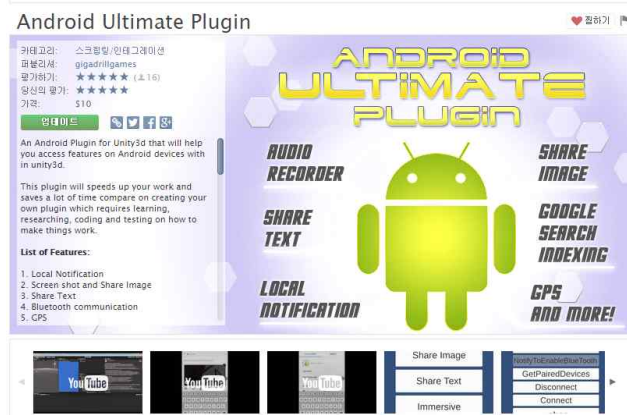 Android Ultimate Plugin
찜하기
카테고리: 스크립팅/인테그레이션
퍼블리셔: gigadrillgames
평가하기: ★★★★★ (16)
당신의 평가: ★★★★★
가격: $10
업데이트
An Android Plugin for Unity3d that will help
you access features on Android devices with
in unity3d.
This plugin will speeds up your work and
saves a lot of time compare on creating your
own plugin which requires learning,
researching, coding and testing on how to
make things work.
List of Features:
1. Local Notification
2. Screen shot and Share Image
3. Share Text
4. Bluetooth communication
5. GPS
ANDROID
ULTIMATE
PLUGIN
AUDIO
RECORDER
SHARE
TEXT
LOCAL
NOTIFICATION
SHARE
IMAGE
GOOGLE
SEARCH
INDEXING
GPS
AND MORE!
YouTube
YouTube
YouTube
Share Image
Share Text
Immersive
NotifyToEnableBlueTooth
GetPairedDevices
Disconnect
Connect